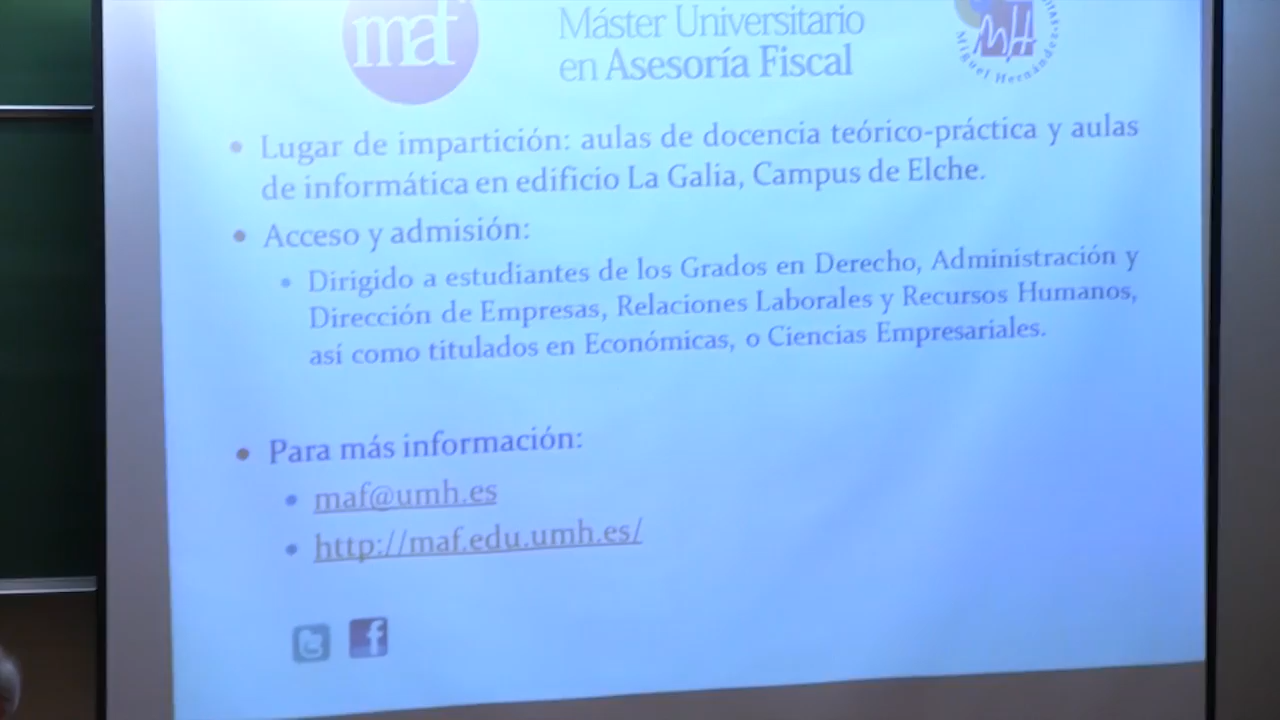 maf
Máster Universitario
en Asesoría Fiscal
MH
Miguel Hernández
• Lugar de impartición: aulas de docencia teórico-práctica y aulas
de informática en edificio La Galia, Campus de Elche.
• Acceso y admisión:
• Dirigido a estudiantes de los Grados en Derecho, Administración y
Dirección de Empresas, Relaciones Laborales y Recursos Humanos,
así como titulados en Económicas, o Ciencias Empresariales.
• Para más información:
• maf@umh.es
• http://maf.edu.umh.es/